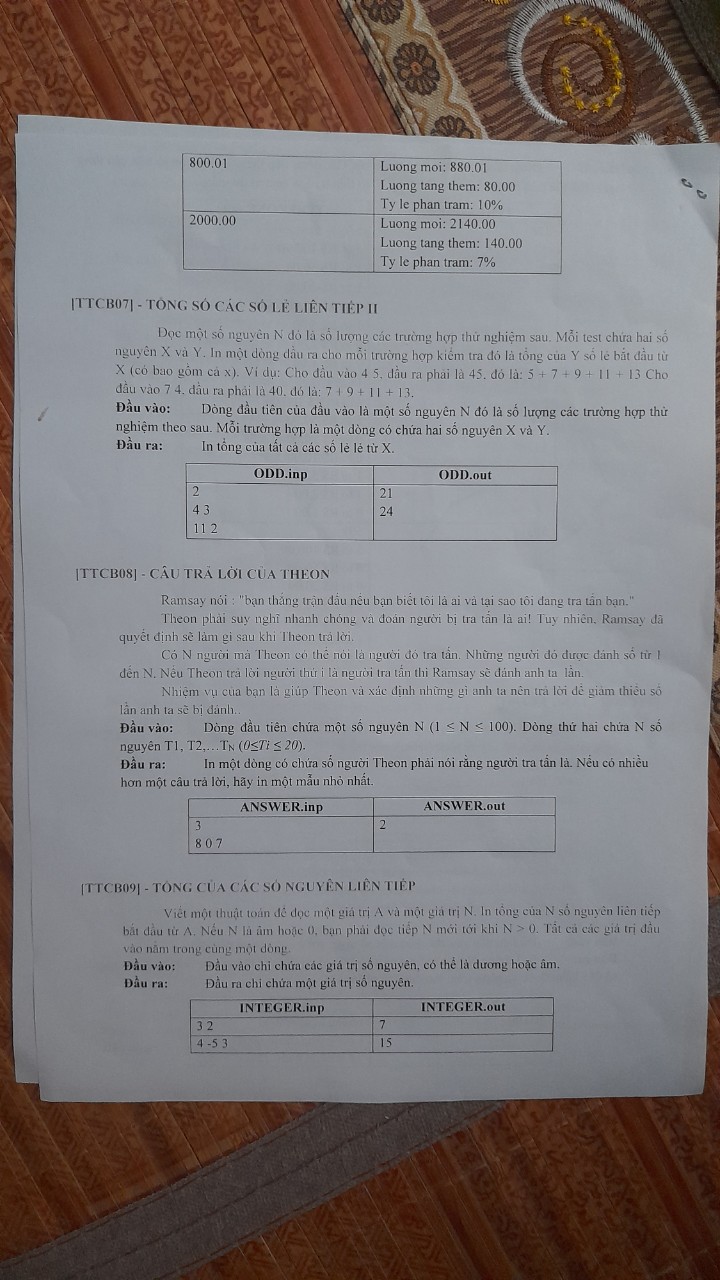 800.01
Luong moi: 880.01
Luong tang them: 80.00
Ty le phan tram: 10%
2000.00
Luong moi: 2140.00
Luong tang them: 140.00
Ty le phan tram: 7%
[TTCB07] - TỔNG SỐ CÁC SỐ LẺ LIÊN TIẾP II
Đọc một số nguyên N đó là số lượng các trường hợp thử nghiệm sau. Mỗi test chứa hai số
nguyên X và Y. In một dòng đầu ra cho mỗi trường hợp kiểm tra đó là tổng của Y số lẻ bắt đầu từ
X (có bao gồm cả x). Ví dụ: Cho đầu vào 4 5, đầu ra phải là 45, đó là: 5 + 7 + 9 + 11 + 13 Cho
đầu vào 7 4, đầu ra phải là 40, đó là: 7 + 9 + 11 + 13.
Đầu vào: Dòng đầu tiên của đầu vào là một số nguyên N đó là số lượng các trường hợp thử
nghiệm theo sau. Mỗi trường hợp là một dòng có chứa hai số nguyên X và Y.
Đầu ra: In tổng của tất cả các số lẻ lẻ từ X.
ODD.inp ODD.out
2 21
4 3 24
11 2
[TTCB08] - CÂU TRẢ LỜI CỦA THEON
Ramsay nói : "bạn thắng trận đấu nếu bạn biết tôi là ai và tại sao tôi đang tra tấn bạn."
Theon phải suy nghĩ nhanh chóng và đoán người bị tra tấn là ai! Tuy nhiên, Ramsay đã
quyết định sẽ làm gì sau khi Theon trả lời.
Có N người mà Theon có thể nói là người đó tra tấn. Những người đó được đánh số từ 1
đến N. Nếu Theon trả lời người thứ i là người tra tấn thì Ramsay sẽ đánh anh ta lần.
Nhiệm vụ của bạn là giúp Theon và xác định những gì anh ta nên trả lời để giảm thiểu số
lần anh ta sẽ bị đánh..
Đầu vào: Dòng đầu tiên chứa một số nguyên N (1 ≤ N ≤ 100). Dòng thứ hai chứa N số
nguyên T1, T2,…TN (0≤Ti ≤ 20).
Đầu ra: In một dòng có chứa số người Theon phải nói rằng người tra tấn là. Nếu có nhiều
hơn một câu trả lời, hãy in một mẫu nhỏ nhất.
ANSWER.inp ANSWER.out
3 2
8 0 7
[TTCB09] - TỔNG CỦA CÁC SỐ NGUYÊN LIÊN TIẾP
Viết một thuật toán để đọc một giá trị A và một giá trị N. In tổng của N số nguyên liên tiếp
bắt đầu từ A. Nếu N là âm hoặc 0, bạn phải đọc tiếp N mới tới khi N > 0. Tất cả các giá trị đầu
vào nằm trong cùng một dòng.
Đầu vào: Đầu vào chỉ chứa các giá trị số nguyên, có thể là dương hoặc âm.
Đầu ra: Đầu ra chỉ chứa một giá trị số nguyên.
INTEGER.inp INTEGER.out
3 2 7
4 -5 3 15